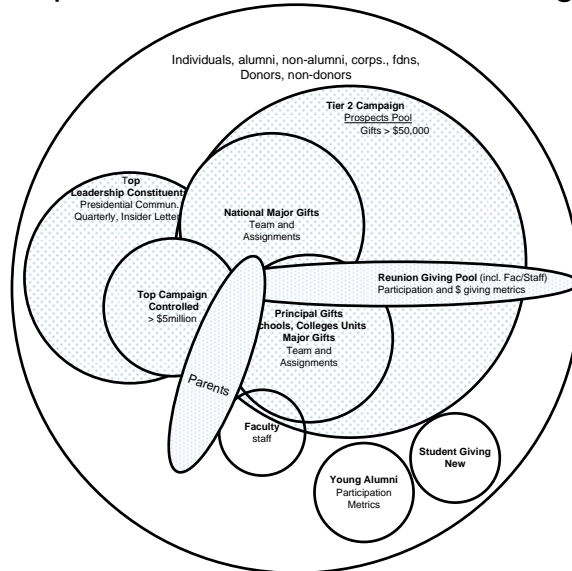 Individuals, alumni, non-alumni, corps., fdns,
Donors, non-donors
Tier 2 Campaign
Prospects Pool
Gifts > $50,000
Top
Leadership Constituents
Presidential Commun.
Quarterly, Insider Letter
National Major Gifts
Team and
Assignments
Reunion Giving Pool (incl. Fac/Staff)
Participation and $ giving metrics
Top Campaign
Controlled
> $5million
Principal Gifts
chools, Colleges Units
Major Gifts
Team and
Assignments
Parents
Faculty
staff
Student Giving
New
Young Alumni
Participation
Metrics